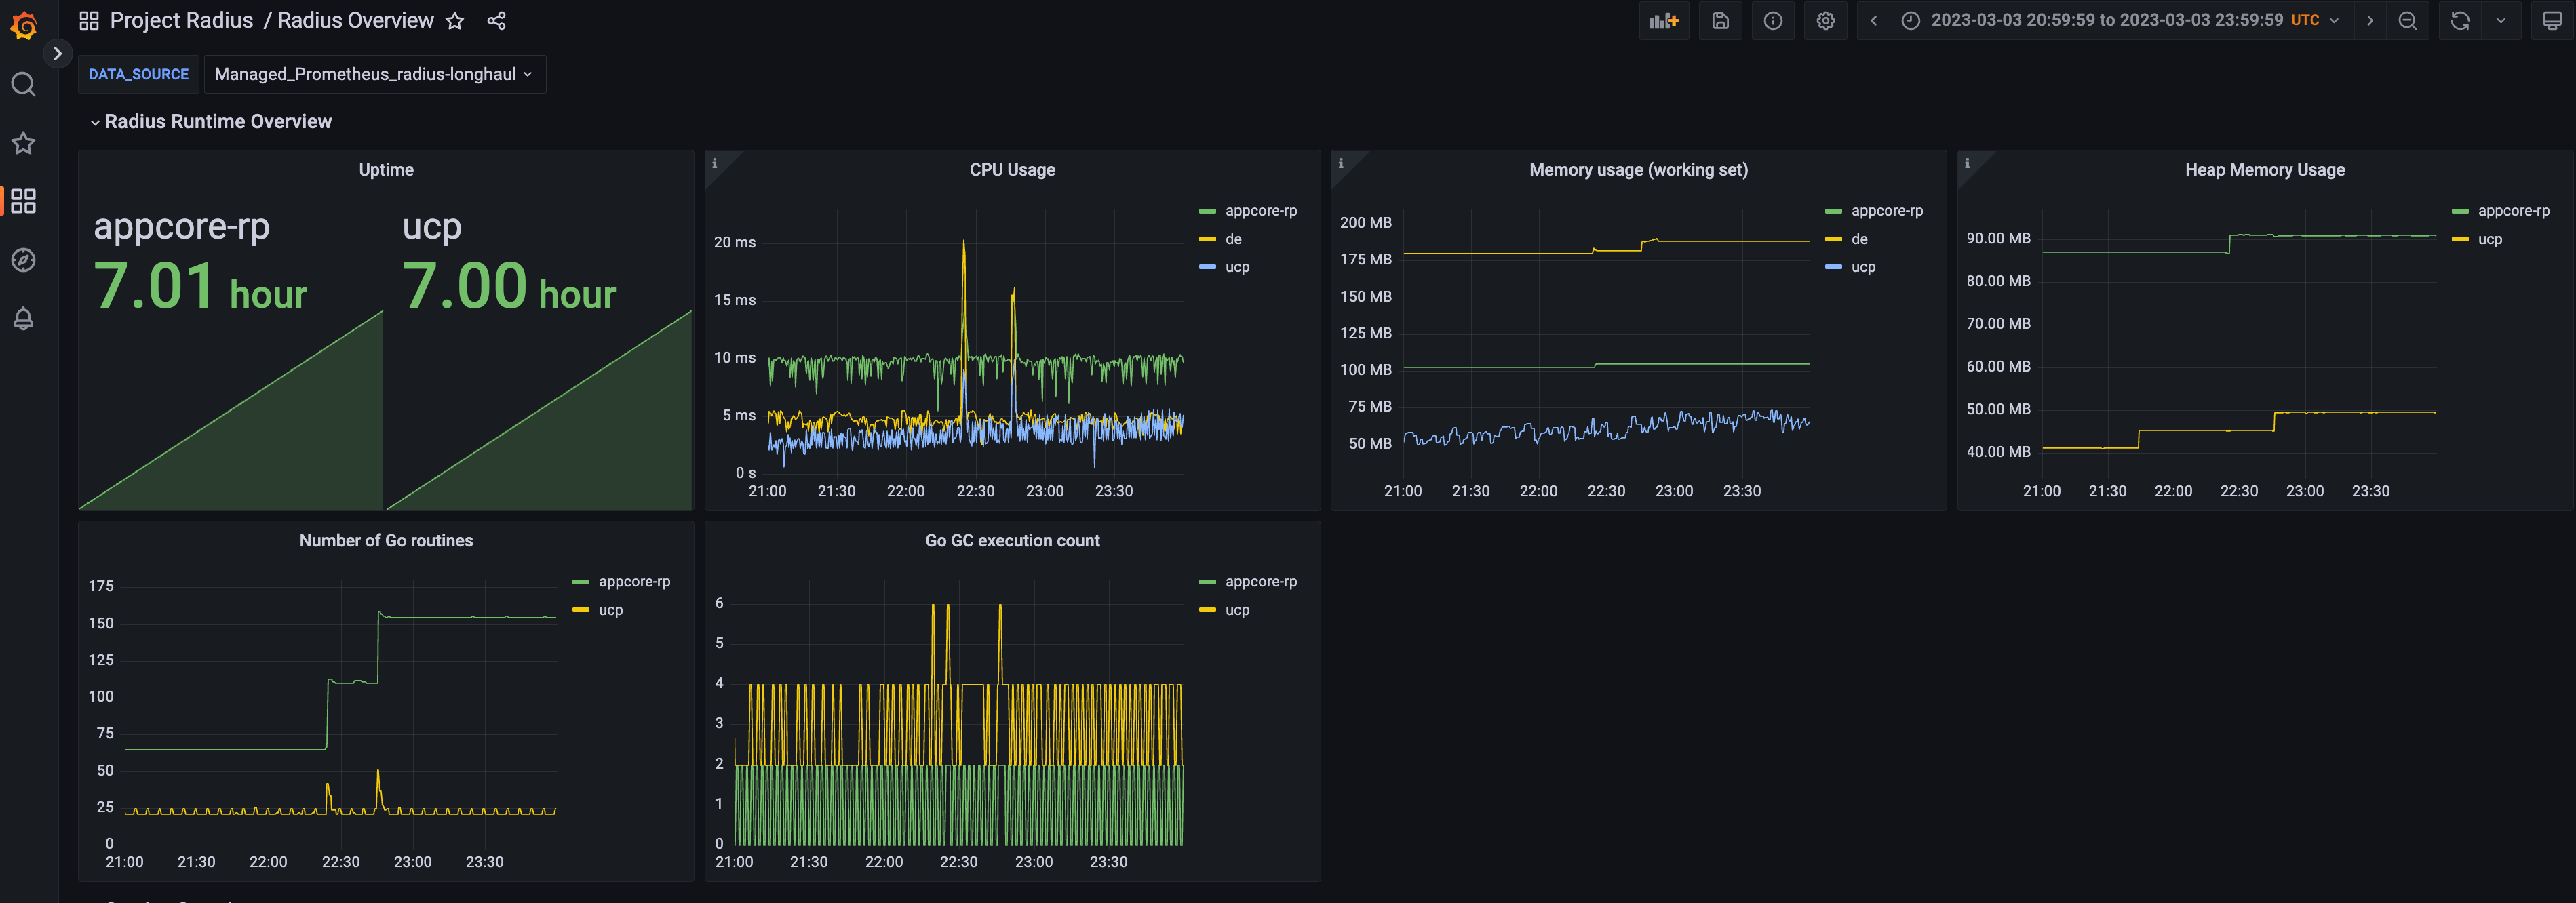 Project Radius / Radius Overview
2023-03-03 20:59:59 to 2023-03-03 23:59:59 UTC
DATA_SOURCE Managed_Prometheus_radius-longhaul
Radius Runtime Overview
Uptime
appcore-rp
7.01 hour
ucp
7.00 hour
CPU Usage
20 ms
15 ms
10 ms
5 ms
0 s
21:00 21:30 22:00 22:30 23:00 23:30
appcore-rp
de
ucp
Memory usage (working set)
200 MB
175 MB
150 MB
125 MB
100 MB
75 MB
50 MB
21:00 21:30 22:00 22:30 23:00 23:30
appcore-rp
de
ucp
Heap Memory Usage
90.00 MB
80.00 MB
70.00 MB
60.00 MB
50.00 MB
40.00 MB
21:00 21:30 22:00 22:30 23:00 23:30
appcore-rp
ucp
Number of Go routines
175
150
125
100
75
50
25
0
21:00 21:30 22:00 22:30 23:00 23:30
appcore-rp
ucp
Go GC execution count
6
5
4
3
2
1
0
21:00 21:30 22:00 22:30 23:00 23:30
appcore-rp
ucp